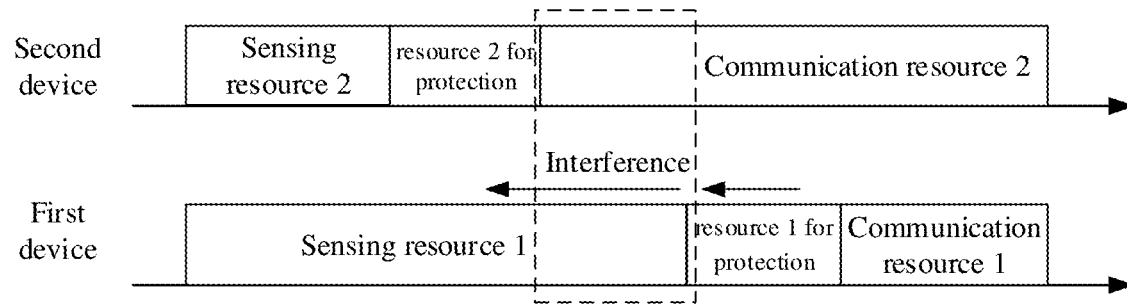 Second
device
Sensing
resource 2
resource 2 for
protection
Communication resource 2
Interference
First
device
Sensing resource 1
resource 1 for
protection
Communication
resource 1